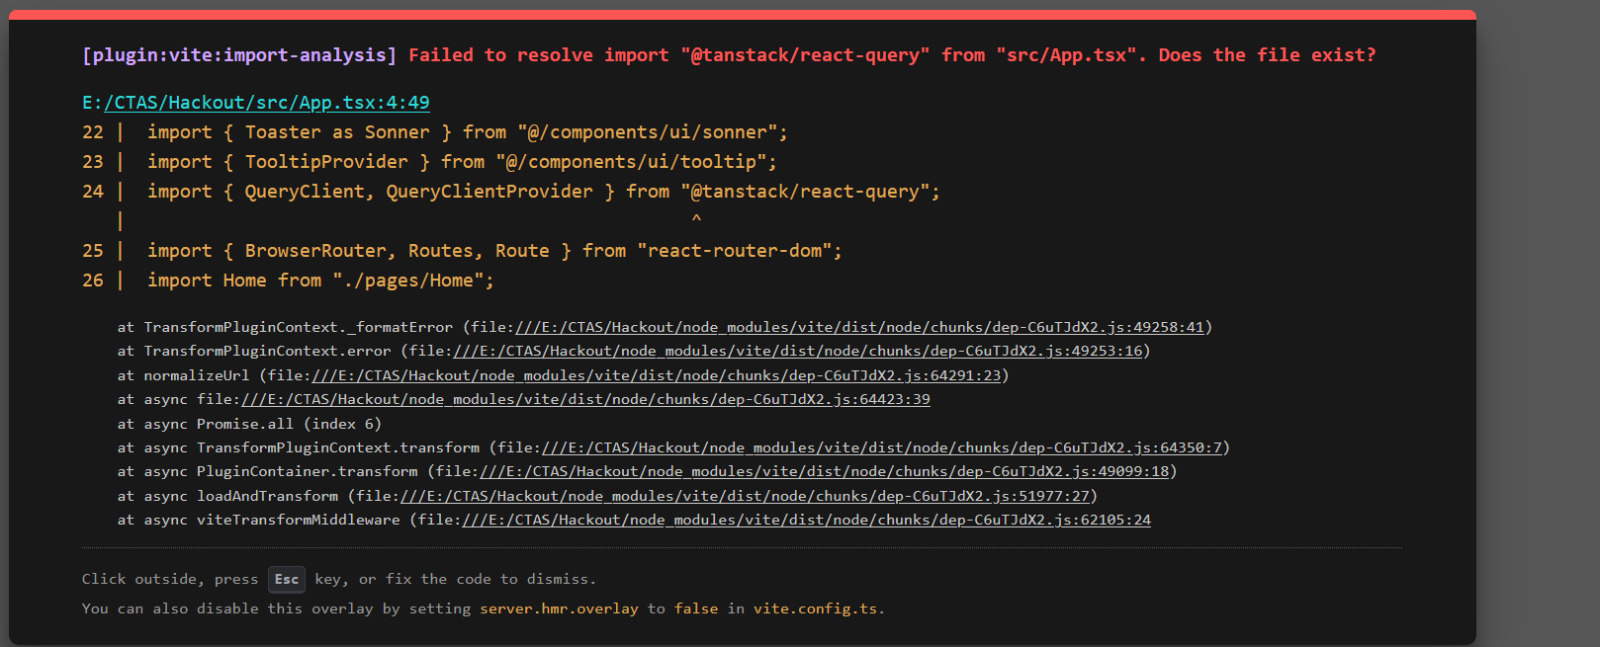 [plugin:vite:import-analysis] Failed to resolve import "@tanstack/react-query" from "src/App.tsx". Does the file exist?
E:/CTAS/Hackout/src/App.tsx:4:49
22 |  import { Toaster as Sonner } from "@/components/ui/sonner";
23 |  import { TooltipProvider } from "@/components/ui/tooltip";
24 |  import { QueryClient, QueryClientProvider } from "@tanstack/react-query";
   |                                                    ^
25 |  import { BrowserRouter, Routes, Route } from "react-router-dom";
26 |  import Home from "./pages/Home";
at TransformPluginContext._formatError (file:///E:/CTAS/Hackout/node_modules/vite/dist/node/chunks/dep-C6uTJdX2.js:49258:41)
at TransformPluginContext.error (file:///E:/CTAS/Hackout/node_modules/vite/dist/node/chunks/dep-C6uTJdX2.js:49253:16)
at normalizeUrl (file:///E:/CTAS/Hackout/node_modules/vite/dist/node/chunks/dep-C6uTJdX2.js:64291:23)
at async file:///E:/CTAS/Hackout/node_modules/vite/dist/node/chunks/dep-C6uTJdX2.js:64423:39
at async Promise.all (index 6)
at async TransformPluginContext.transform (file:///E:/CTAS/Hackout/node_modules/vite/dist/node/chunks/dep-C6uTJdX2.js:64350:7)
at async PluginContainer.transform (file:///E:/CTAS/Hackout/node_modules/vite/dist/node/chunks/dep-C6uTJdX2.js:49099:18)
at async loadAndTransform (file:///E:/CTAS/Hackout/node_modules/vite/dist/node/chunks/dep-C6uTJdX2.js:51977:27)
at async viteTransformMiddleware (file:///E:/CTAS/Hackout/node_modules/vite/dist/node/chunks/dep-C6uTJdX2.js:62105:24
Click outside, press Esc key, or fix the code to dismiss.
You can also disable this overlay by setting server.hmr.overlay to false in vite.config.ts.